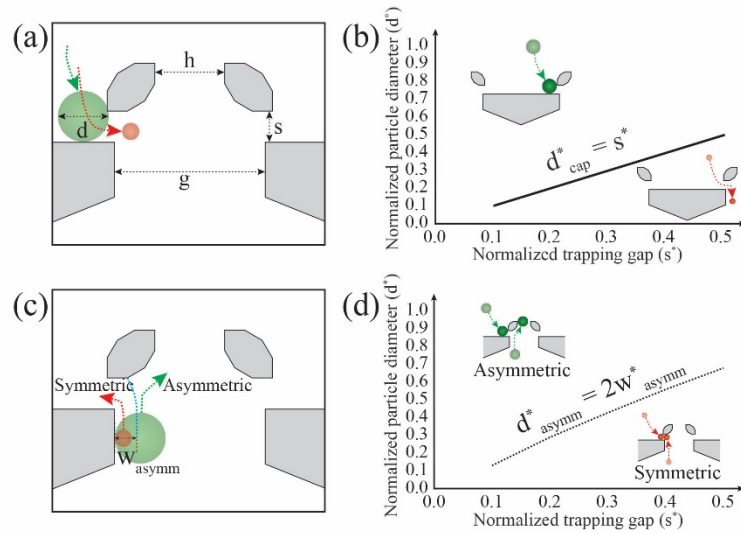 (a)
h
d
s
g
(b)
Normalized particle diameter (d*)
1.0
0.9
0.8
0.7
0.6
0.5
0.4
0.3
0.2
0.1
0.0
d*cap = s*
0.0 0.1 0.2 0.3 0.4 0.5
Normalized trapping gap (s*)
(c)
Symmetric Asymmetric
wasymm
(d)
Normalized particle diameter (d*)
1.0
0.9
0.8
0.7
0.6
0.5
0.4
0.3
0.2
0.1
0.0
Asymmetric
d*asymm = 2w*asymm
Symmetric
0.0 0.1 0.2 0.3 0.4 0.5
Normalized trapping gap (s*)